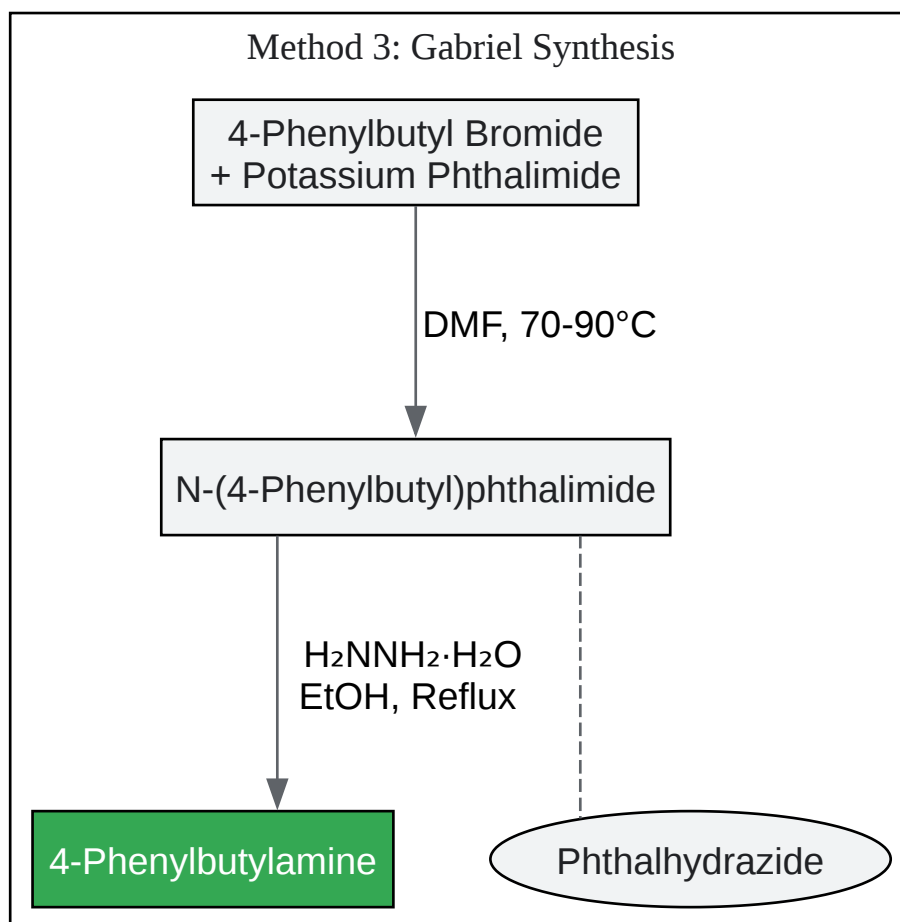 Method 3: Gabriel Synthesis
4-Phenylbutyl Bromide
+ Potassium Phthalimide
DMF, 70-90°C
N-(4-Phenylbutyl)phthalimide
H₂NNH₂·H₂O
EtOH, Reflux
4-Phenylbutylamine
Phthalhydrazide